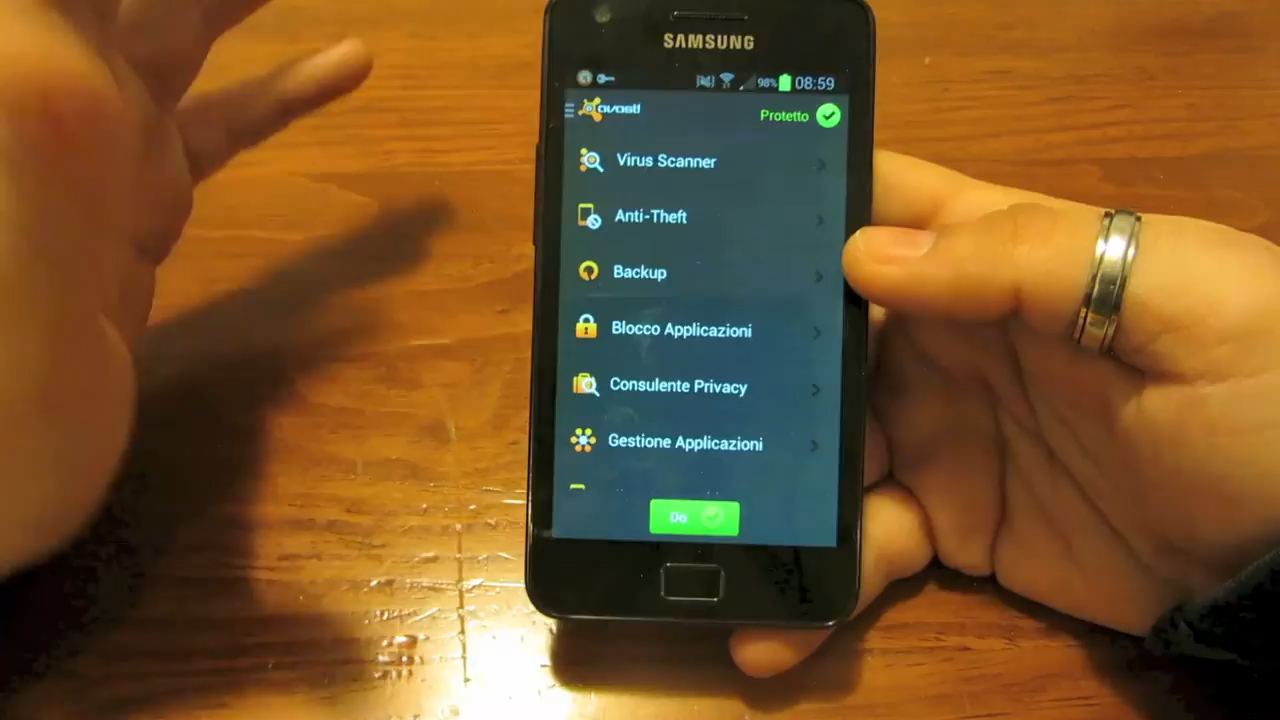 SAMSUNG
98% 08:59
avast!
Protetto
Virus Scanner
Anti-Theft
Backup
Blocco Applicazioni
Consulente Privacy
Gestione Applicazioni